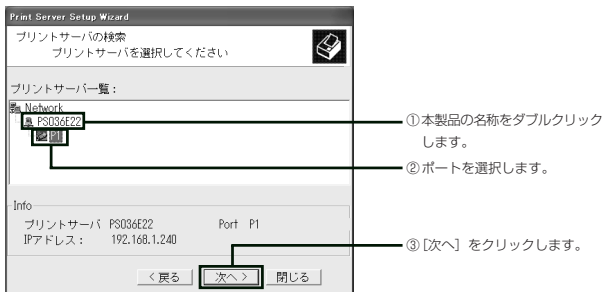 Print Server Setup Wizard
プリントサーバの検索
プリントサーバを選択してください
プリントサーバ一覧：
Network
PS036E22
P1
Info
プリントサーバ PS036E22 Port P1
IPアドレス： 192.168.1.240
＜戻る 次へ＞ 閉じる
①本製品の名称をダブルクリック
します。
②ポートを選択します。
③[次へ] をクリックします。